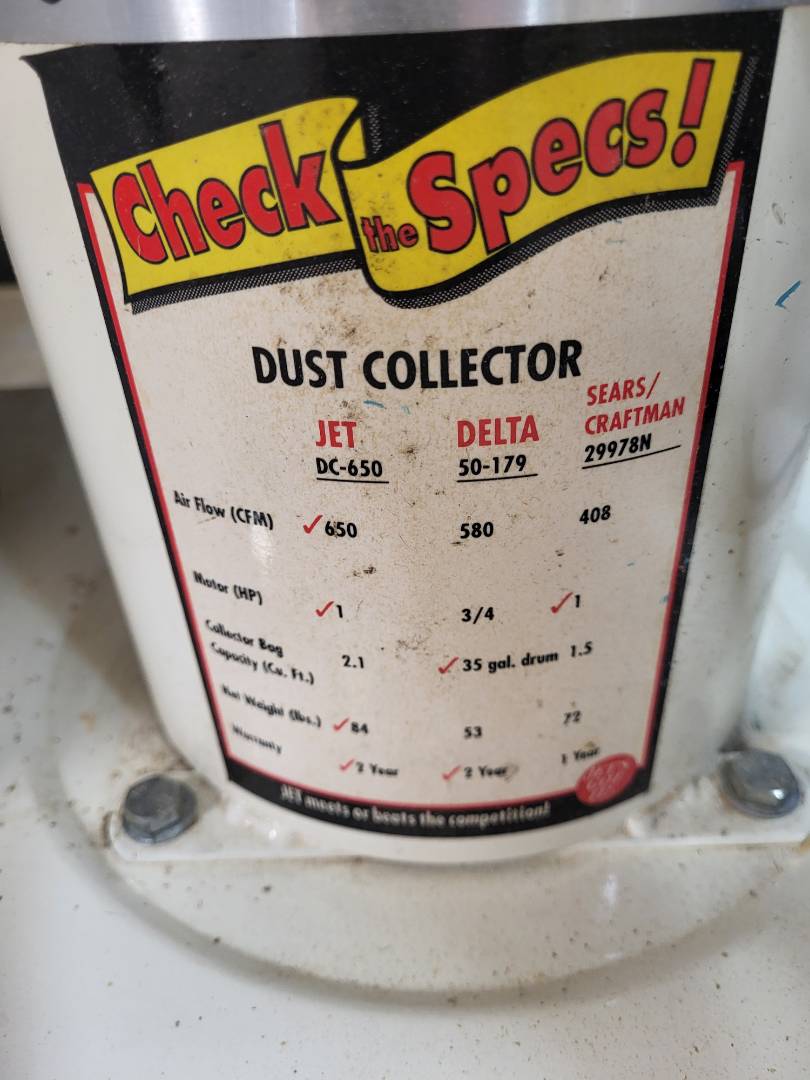 Check the Specs!
DUST COLLECTOR
JET DELTA SEARS/
CRAFTMAN
DC-650 50-179 29978N
Air Flow (CFM) ✓650 580 408
Motor (HP) ✓1 3/4 ✓1
Collector Bag
Capacity (Cu. Ft.) 2.1 ✓35 gal. drum 1.5
Net Weight (lbs.) ✓84 53 72
Warranty ✓2 Year ✓2 Year 1 Year
JET meets or beats the competition!